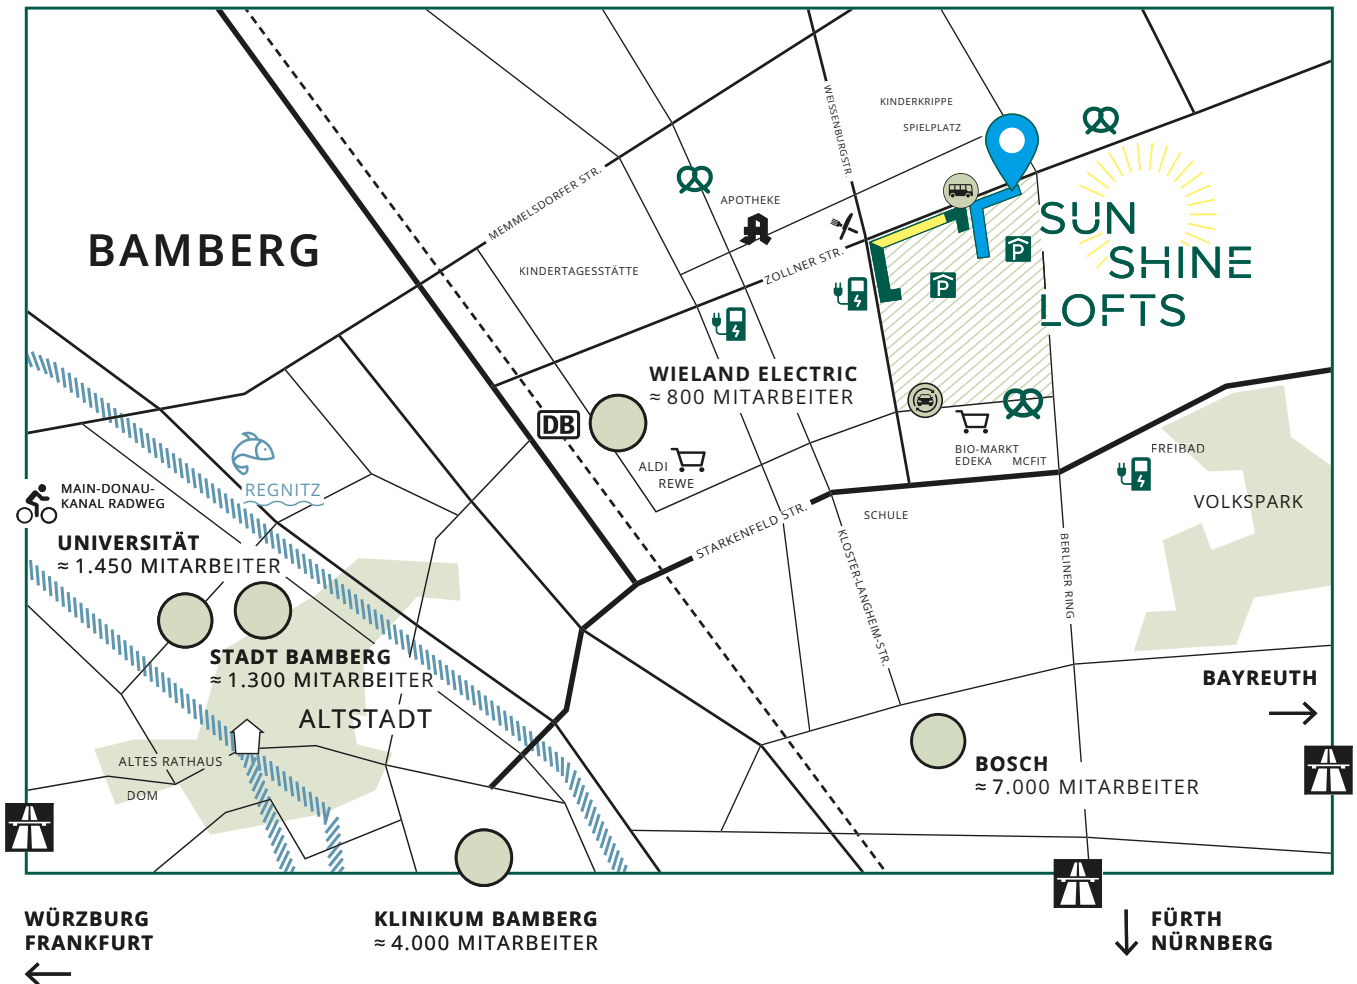 KINDERKRIPPE
SPIELPLATZ
WEISSENBURGSTR.
MEMMELSDORFER STR.
APOTHEKE
A
BAMBERG
KINDERTAGESSTÄTTE
ZOLLNER STR.
P
P
SUN
SHINE
LOFTS
WIELAND ELECTRIC
≈ 800 MITARBEITER
DB
ALDI
REWE
BIO-MARKT
EDEKA
MCFIT
FREIBAD
VOLKSPARK
MAIN-DONAU-
KANAL RADWEG
REGNITZ
STARKENFELD STR.
SCHULE
KLOSTER-LANGHEIM-STR.
BERLINER RING
UNIVERSITÄT
≈ 1.450 MITARBEITER
STADT BAMBERG
≈ 1.300 MITARBEITER
ALTSTADT
ALTES RATHAUS
DOM
BAYREUTH
BOSCH
≈ 7.000 MITARBEITER
WÜRZBURG
FRANKFURT
KLINIKUM BAMBERG
≈ 4.000 MITARBEITER
FÜRTH
NÜRNBERG